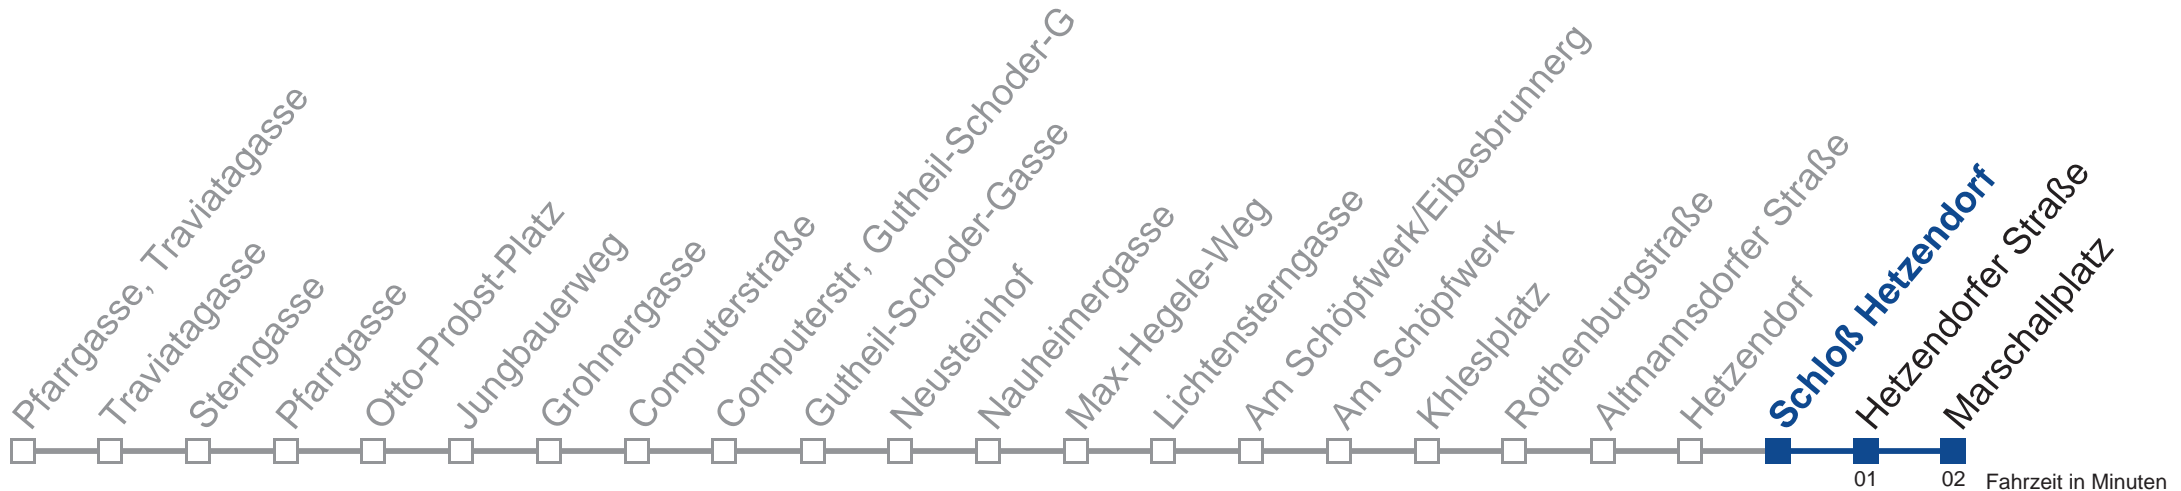 Pfarrgasse, Traviatagasse
Traviatagasse
Sterngasse
Pfarrgasse
Otto-Probst-Platz
Jungbauerweg
Grohnergasse
Computerstraße
Computerstr, Gutheil-Schoder-G
Gutheil-Schoder-Gasse
Neusteinhof
Nauheimergasse
Max-Hegele-Weg
Lichtensterngasse
Am Schöpfwerk/Eibesbrunnerg
Am Schöpfwerk
Khleslplatz
Rothenburgstraße
Altmannsdorfer Straße
Hetzendorf
Schloß Hetzendorf
Hetzendorfer Straße
Marschallplatz
01
02
Fahrzeit in Minuten